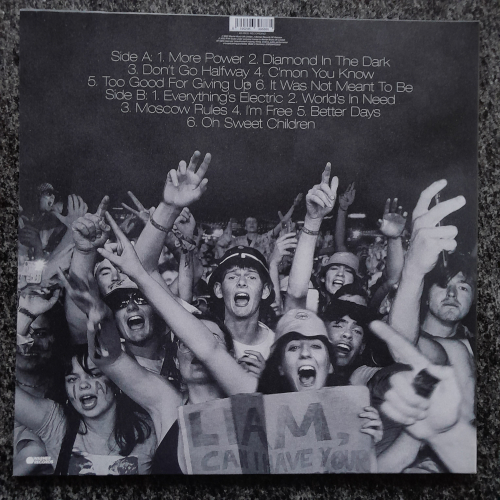 Side A: 1. More Power 2. Diamond In The Dark
3. Don't Go Halfway 4. C'mon You Know
5. Too Good For Giving Up 6. It Was Not Meant To Be
Side B: 1. Everything's Electric 2. World's In Need
3. Moscow Rules 4. I'm Free 5. Better Days
6. Oh Sweet Children
LIAM,
CAN I HAVE YOUR